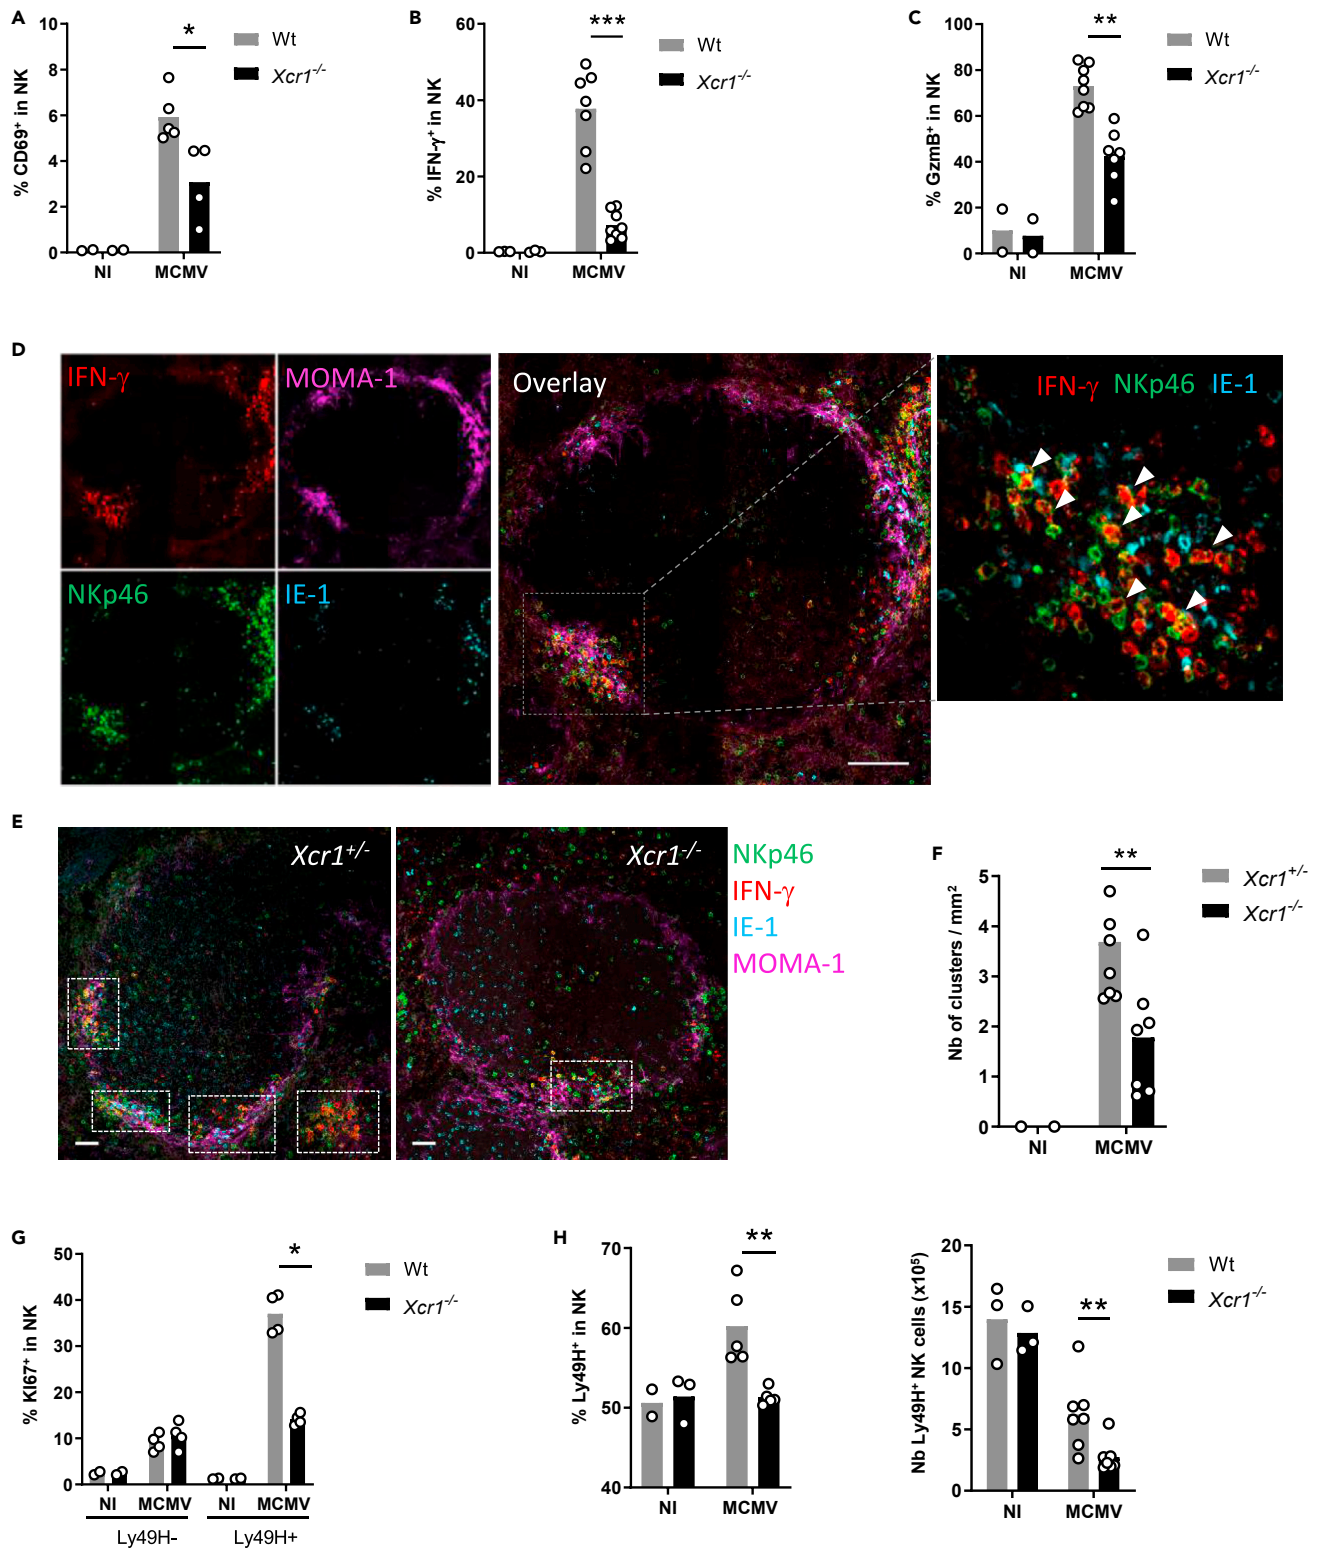 A
% CD69⁺ in NK
10
8
6
4
2
0
*
NI
MCMV
Wt
Xcr1⁻/⁻
B
% IFN-γ⁺ in NK
60
40
20
0
***
NI
MCMV
Wt
Xcr1⁻/⁻
C
% GzmB⁺ in NK
100
80
60
40
20
0
**
NI
MCMV
Wt
Xcr1⁻/⁻
D
IFN-γ
MOMA-1
NKp46
IE-1
Overlay
IFN-γ NKp46 IE-1
E
Xcr1⁺/⁻
Xcr1⁻/⁻
NKp46
IFN-γ
IE-1
MOMA-1
F
Nb of clusters / mm²
5
4
3
2
1
0
**
NI
MCMV
Xcr1⁺/⁻
Xcr1⁻/⁻
G
% KI67⁺ in NK
50
40
30
20
10
0
*
NI
MCMV
NI
MCMV
Ly49H-
Ly49H+
Wt
Xcr1⁻/⁻
H
% Ly49H⁺ in NK
70
60
50
40
**
NI
MCMV
Nb Ly49H⁺ NK cells (x10⁵)
20
15
10
5
0
**
NI
MCMV
Wt
Xcr1⁻/⁻